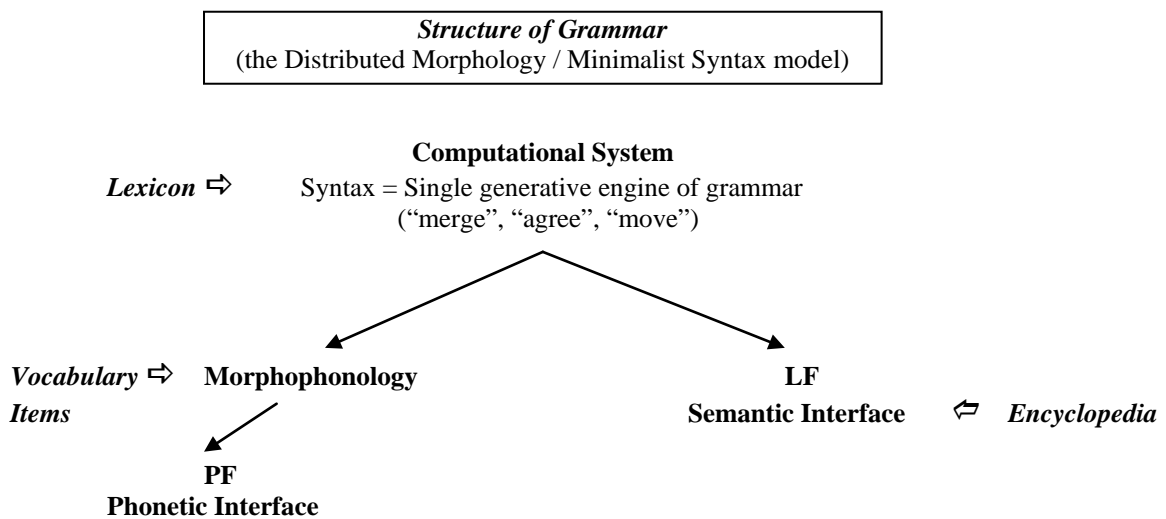 Structure of Grammar
(the Distributed Morphology / Minimalist Syntax model)
Computational System
Lexicon ⇨ Syntax = Single generative engine of grammar
(“merge”, “agree”, “move”)
Vocabulary ⇨ Morphophonology LF
Items Semantic Interface ⇦ Encyclopedia
PF
Phonetic Interface